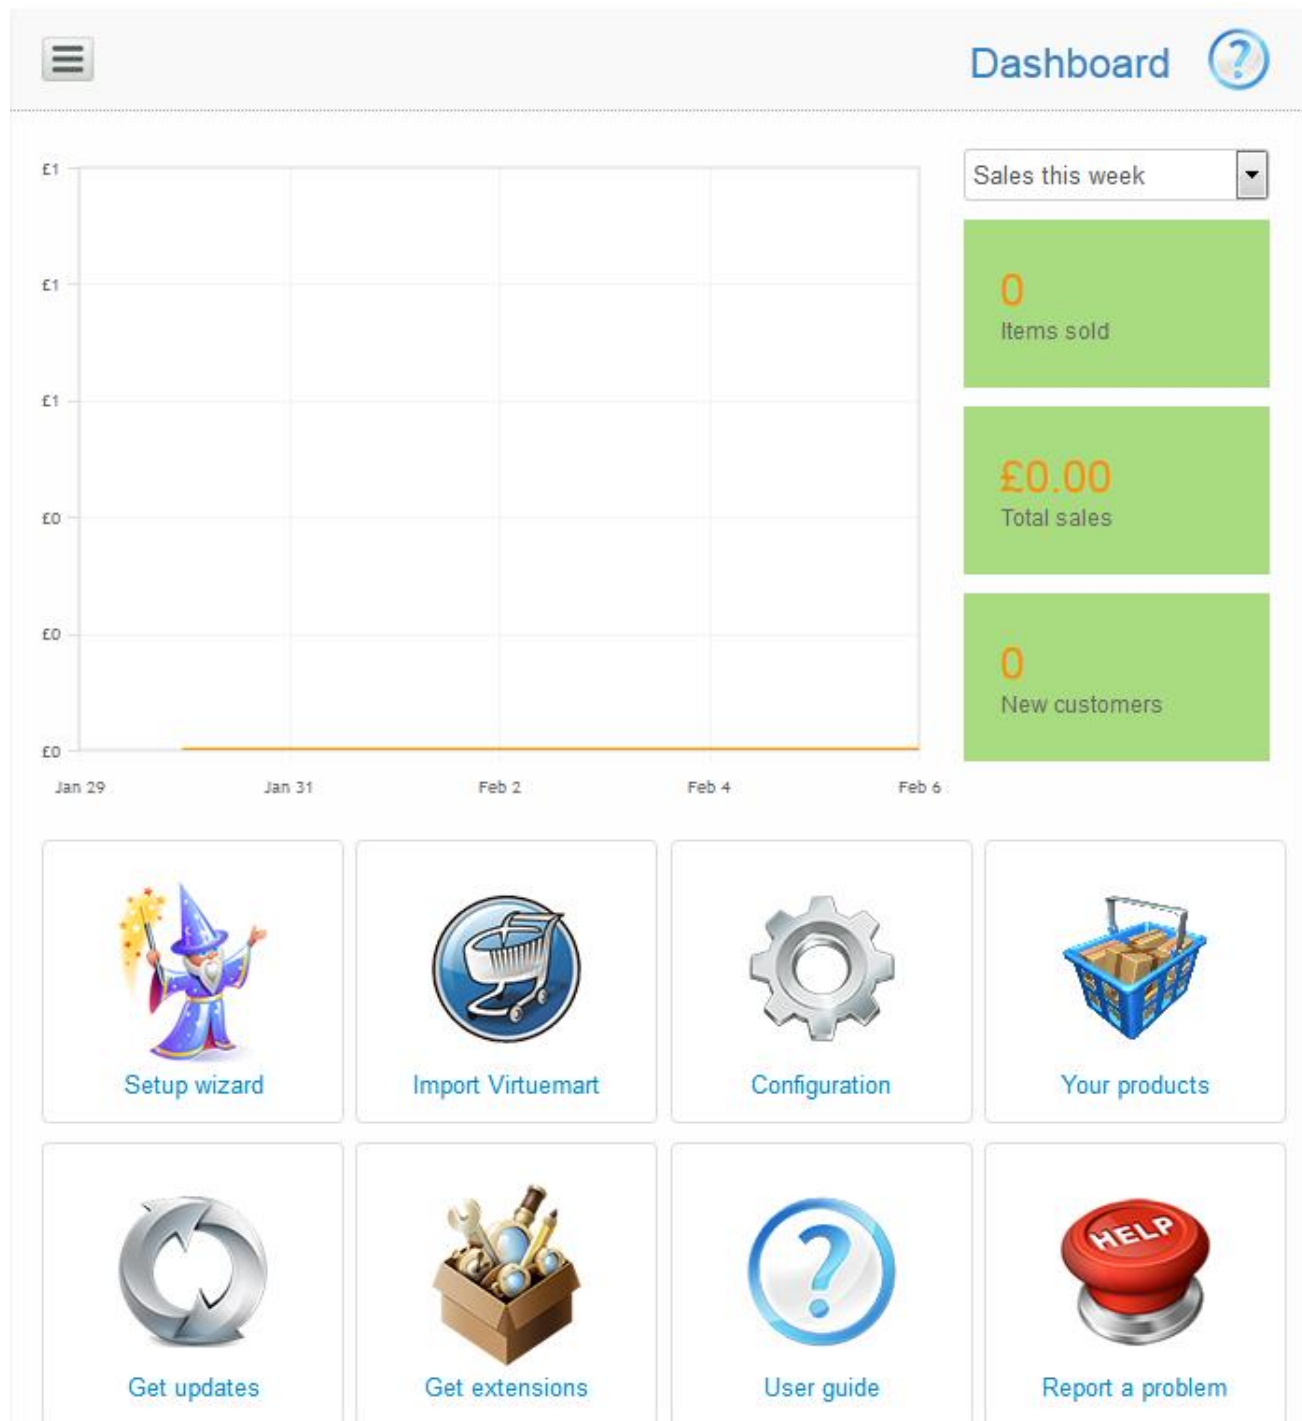 Dashboard
£1
£1
£1
£0
£0
£0
Jan 29
Jan 31
Feb 2
Feb 4
Feb 6
Sales this week
0
Items sold
£0.00
Total sales
0
New customers
Setup wizard
Import Virtuemart
Configuration
Your products
HELP
Get updates
Get extensions
User guide
Report a problem